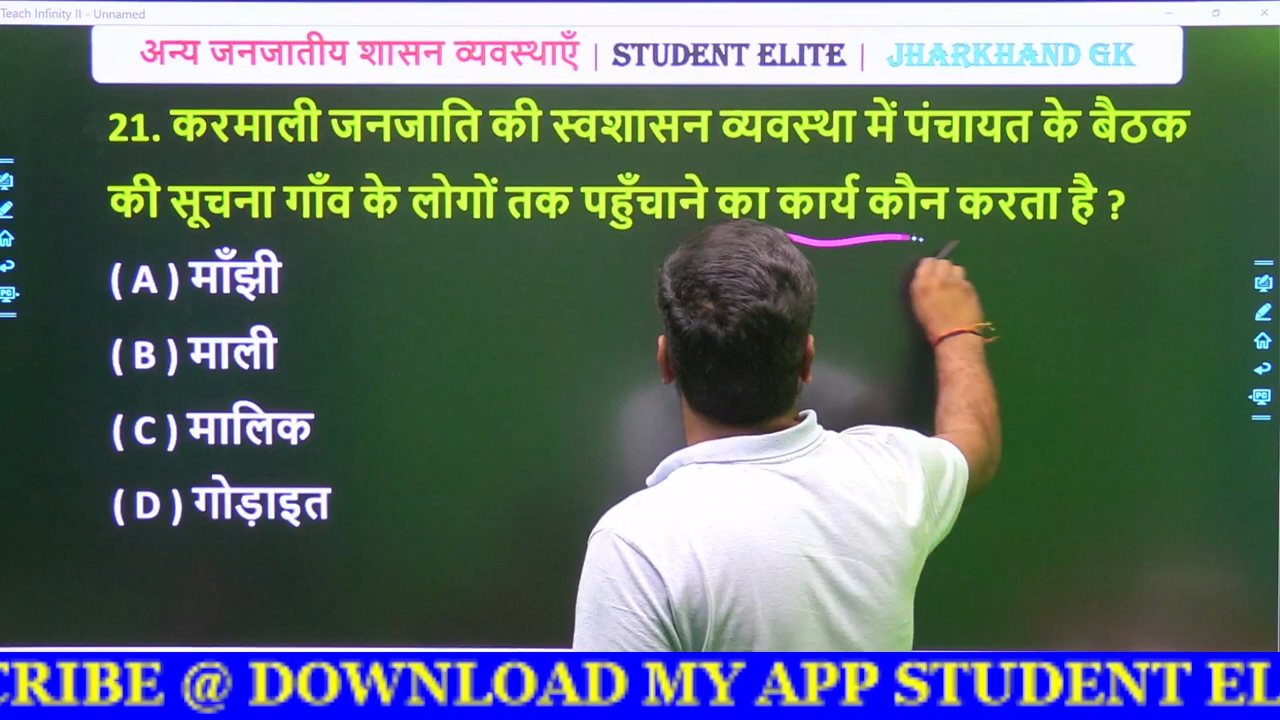 Teach Infinity II - Unnamed
अन्य जनजातीय शासन व्यवस्थाएँ | STUDENT ELITE | JHARKHAND GK
21. करमाली जनजाति की स्वशासन व्यवस्था में पंचायत के बैठक
की सूचना गाँव के लोगों तक पहुँचाने का कार्य कौन करता है ?
( A ) माँझी
( B ) माली
( C ) मालिक
( D ) गोड़ाइत
CRIBE @ DOWNLOAD MY APP STUDENT EL